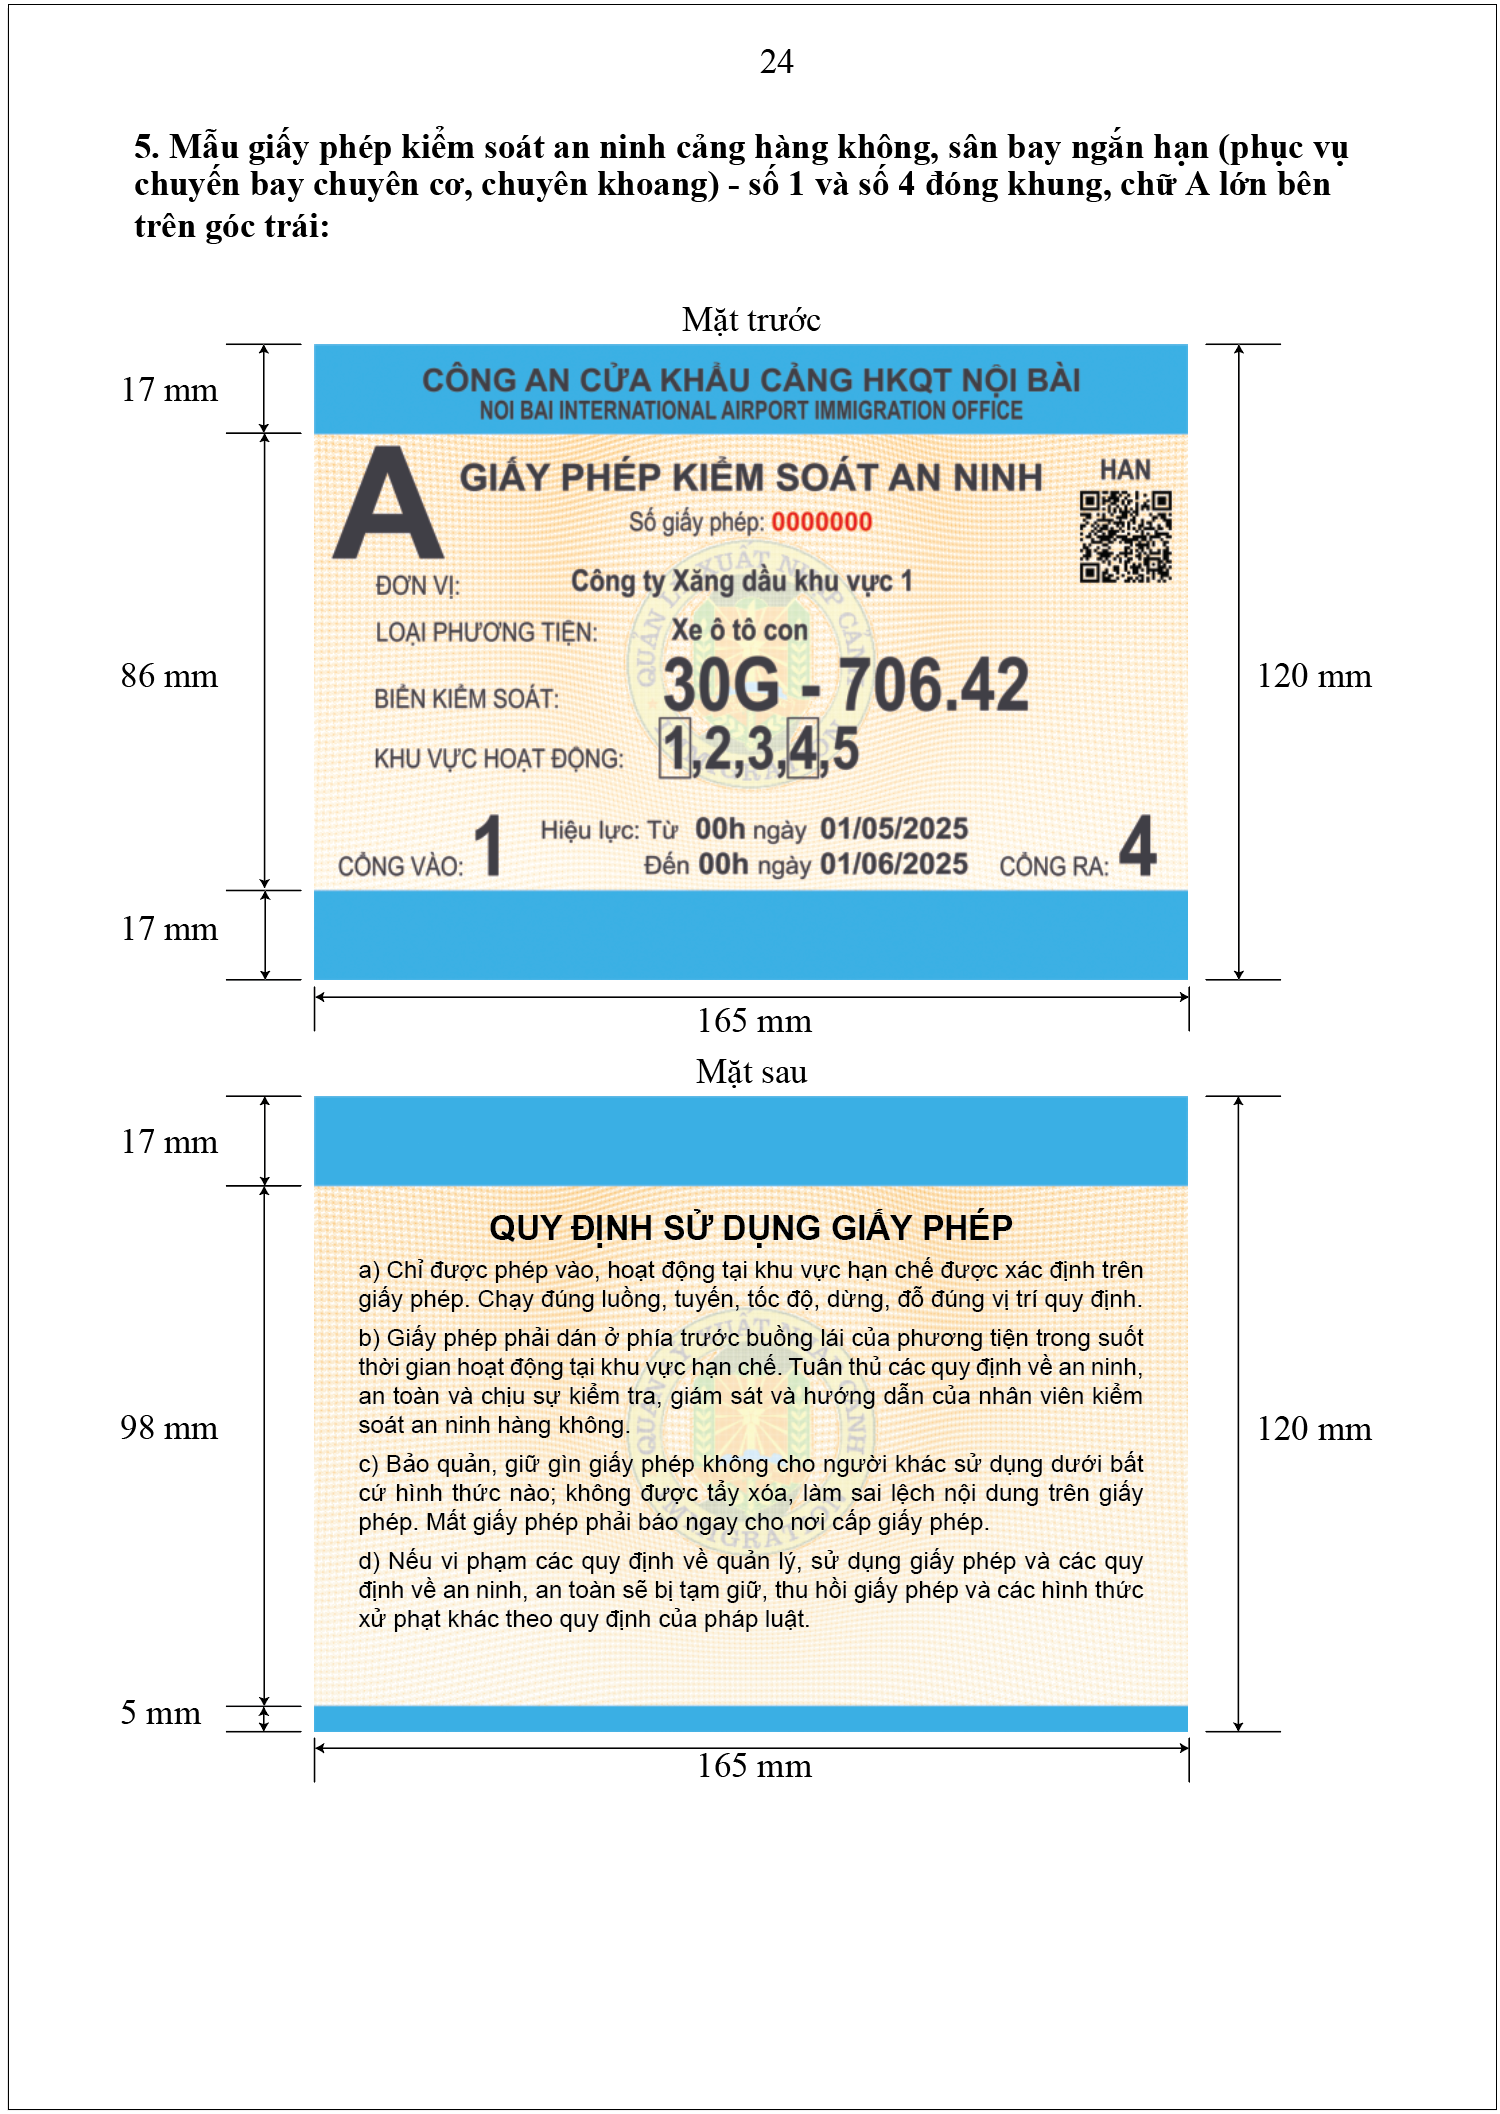 24
5. Mẫu giấy phép kiểm soát an ninh cảng hàng không, sân bay ngắn hạn (phục vụ
chuyến bay chuyên cơ, chuyên khoang) - số 1 và số 4 đóng khung, chữ A lớn bên
trên góc trái:
Mặt trước
17 mm
CÔNG AN CỬA KHẨU CẢNG HKQT NỘI BÀI
NOI BAI INTERNATIONAL AIRPORT IMMIGRATION OFFICE
A
GIẤY PHÉP KIỂM SOÁT AN NINH
HAN
Số giấy phép: 0000000
ĐƠN VỊ: Công ty Xăng dầu khu vực 1
LOẠI PHƯƠNG TIỆN: Xe ô tô con
86 mm
120 mm
BIỂN KIỂM SOÁT: 30G - 706.42
KHU VỰC HOẠT ĐỘNG: 1,2,3,4,5
Hiệu lực: Từ 00h ngày 01/05/2025
Đến 00h ngày 01/06/2025
CỔNG VÀO: 1
CỔNG RA: 4
QUẢN LÝ XUẤT NHẬP CẢNH
IMMIGRATION
17 mm
165 mm
Mặt sau
17 mm
QUY ĐỊNH SỬ DỤNG GIẤY PHÉP
a) Chỉ được phép vào, hoạt động tại khu vực hạn chế được xác định trên
giấy phép. Chạy đúng luồng, tuyến, tốc độ, dừng, đỗ đúng vị trí quy định.
b) Giấy phép phải dán ở phía trước buồng lái của phương tiện trong suốt
thời gian hoạt động tại khu vực hạn chế. Tuân thủ các quy định về an ninh,
an toàn và chịu sự kiểm tra, giám sát và hướng dẫn của nhân viên kiểm
soát an ninh hàng không.
98 mm
120 mm
c) Bảo quản, giữ gìn giấy phép không cho người khác sử dụng dưới bất
cứ hình thức nào; không được tẩy xóa, làm sai lệch nội dung trên giấy
phép. Mất giấy phép phải báo ngay cho nơi cấp giấy phép.
d) Nếu vi phạm các quy định về quản lý, sử dụng giấy phép và các quy
định về an ninh, an toàn sẽ bị tạm giữ, thu hồi giấy phép và các hình thức
xử phạt khác theo quy định của pháp luật.
QUẢN LÝ XUẤT NHẬP CẢNH
IMMIGRATION
5 mm
165 mm